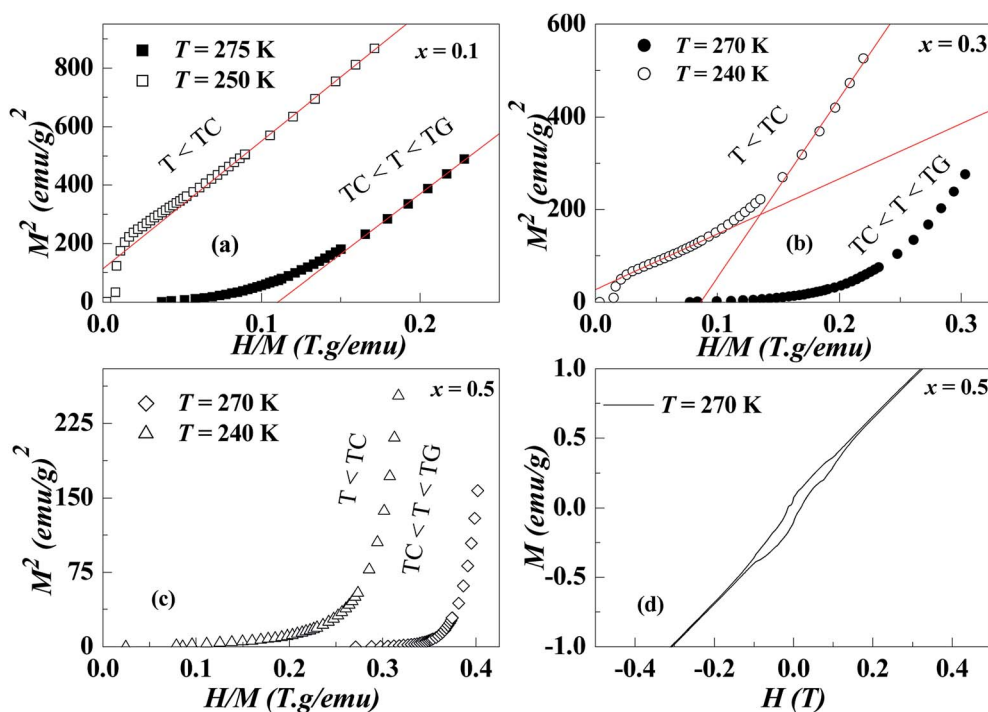 T = 275 K
T = 250 K
x = 0.1
T < TC
TC < T < TG
(a)
800
600
400
200
0
M² (emu/g)²
0.0 0.1 0.2
H/M (T.g/emu)
T = 270 K
T = 240 K
x = 0.3
T < TC
TC < T < TG
(b)
600
400
200
0
M² (emu/g)²
0.0 0.1 0.2 0.3
H/M (T.g/emu)
T = 270 K
T = 240 K
x = 0.5
T < TC
TC < T < TG
(c)
225
150
75
0
M² (emu/g)²
0.0 0.1 0.2 0.3 0.4
H/M (T.g/emu)
T = 270 K
x = 0.5
(d)
1.0
0.5
0.0
-0.5
-1.0
M (emu/g)
-0.4 -0.2 0.0 0.2 0.4
H (T)